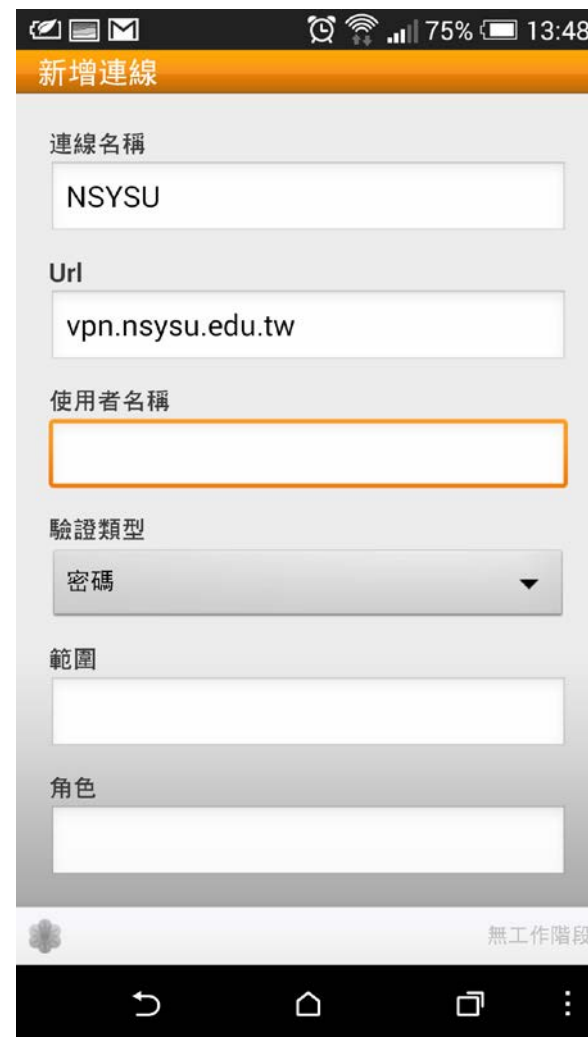 75% 13:48
新增連線
連線名稱
NSYSU
Url
vpn.nsysu.edu.tw
使用者名稱
驗證類型
密碼
範圍
角色
無工作階段